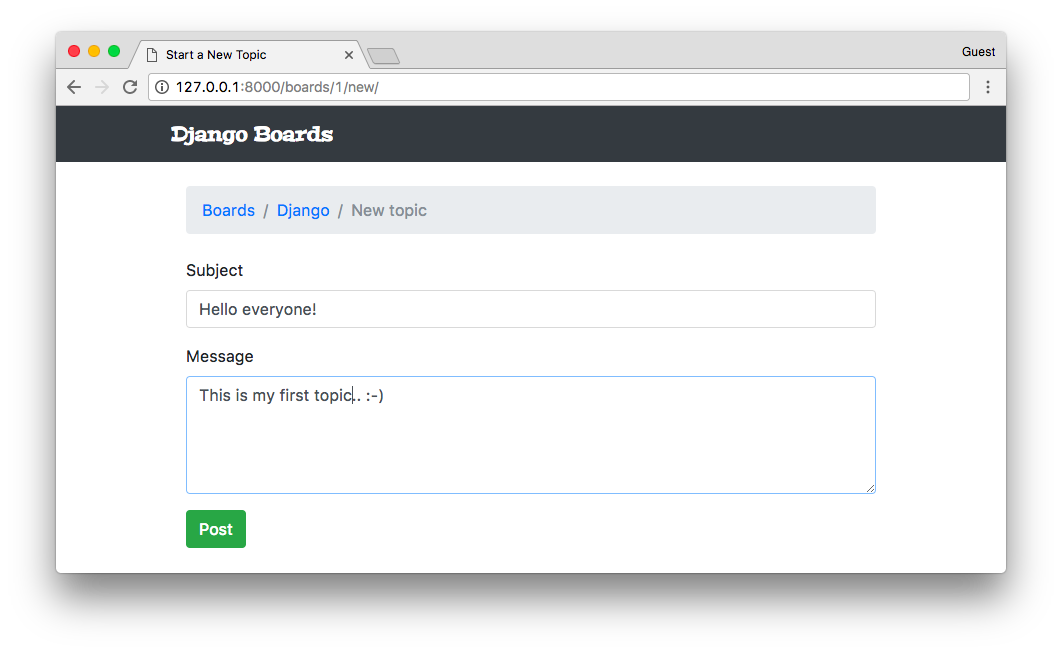 Start a New Topic
Guest
127.0.0.1:8000/boards/1/new/
Django Boards
Boards / Django / New topic
Subject
Hello everyone!
Message
This is my first topic.. :-)
Post